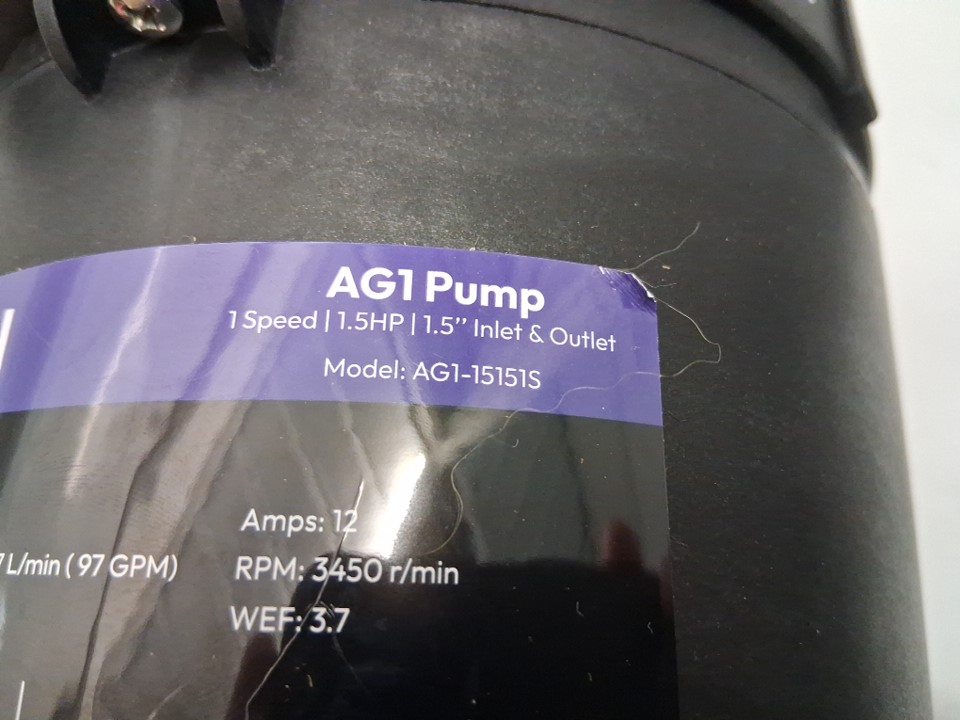 AG1 Pump
1 Speed | 1.5HP | 1.5’’ Inlet & Outlet
Model: AG1-15151S
Amps: 12
L/min ( 97 GPM)
RPM: 3450 r/min
WEF: 3.7